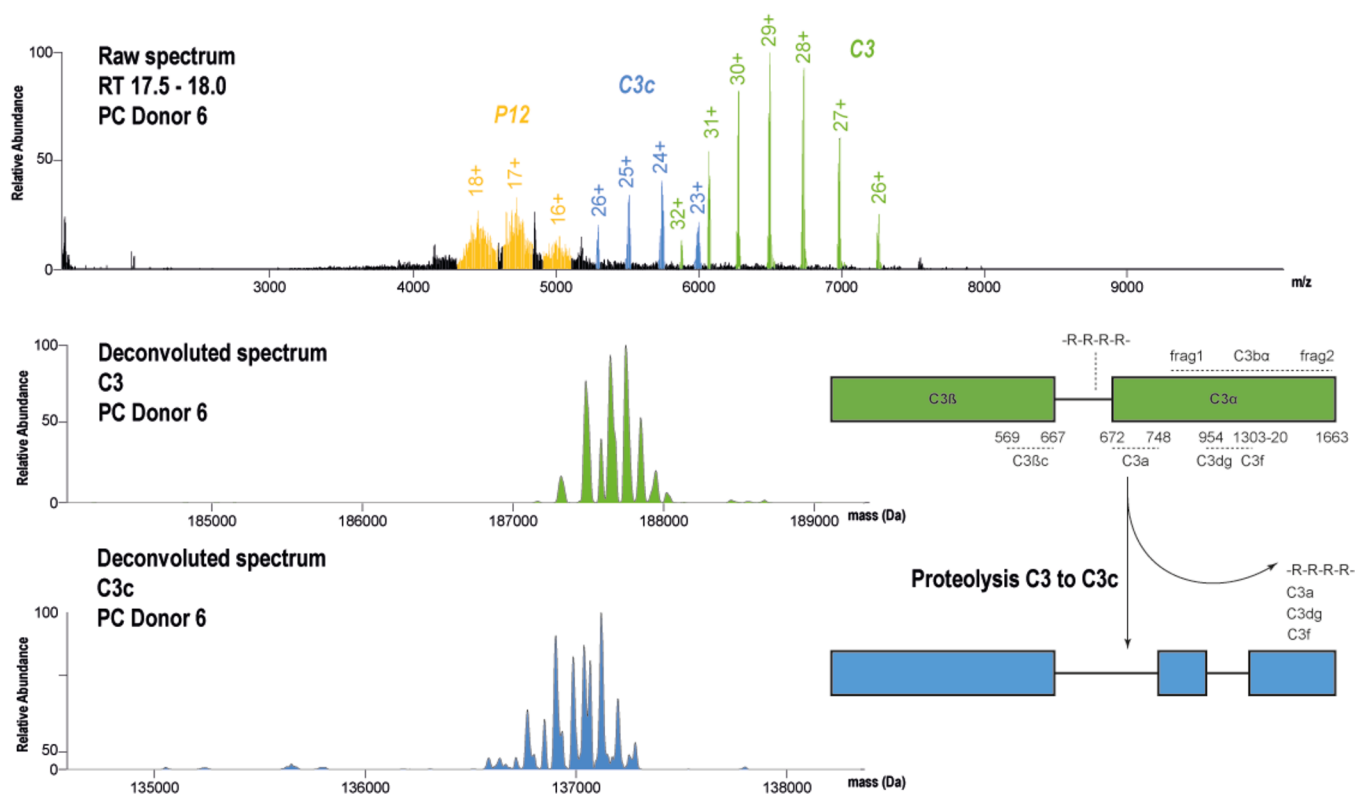 Raw spectrum
RT 17.5 - 18.0
PC Donor 6
Relative Abundance
100
50
0
P12
18+
17+
16+
C3c
26+
25+
24+
23+
C3
32+
31+
30+
29+
28+
27+
26+
3000 4000 5000 6000 7000 8000 9000 m/z
Deconvoluted spectrum
C3
PC Donor 6
Relative Abundance
100
50
0
185000 186000 187000 188000 189000 mass (Da)
-R-R-R-R-
frag1 C3bα frag2
C3ß C3α
569 667 672 748 954 1303-20 1663
C3ßc C3a C3dg C3f
Deconvoluted spectrum
C3c
PC Donor 6
Relative Abundance
100
50
0
135000 136000 137000 138000 mass (Da)
Proteolysis C3 to C3c
-R-R-R-R-
C3a
C3dg
C3f